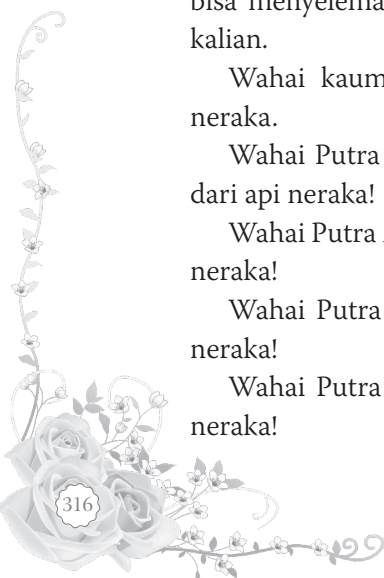 bisa menyelema
kalian.
Wahai kaum
neraka.
Wahai Putra
dari api neraka!
Wahai Putra
neraka!
Wahai Putra
neraka!
Wahai Putra
neraka!
316